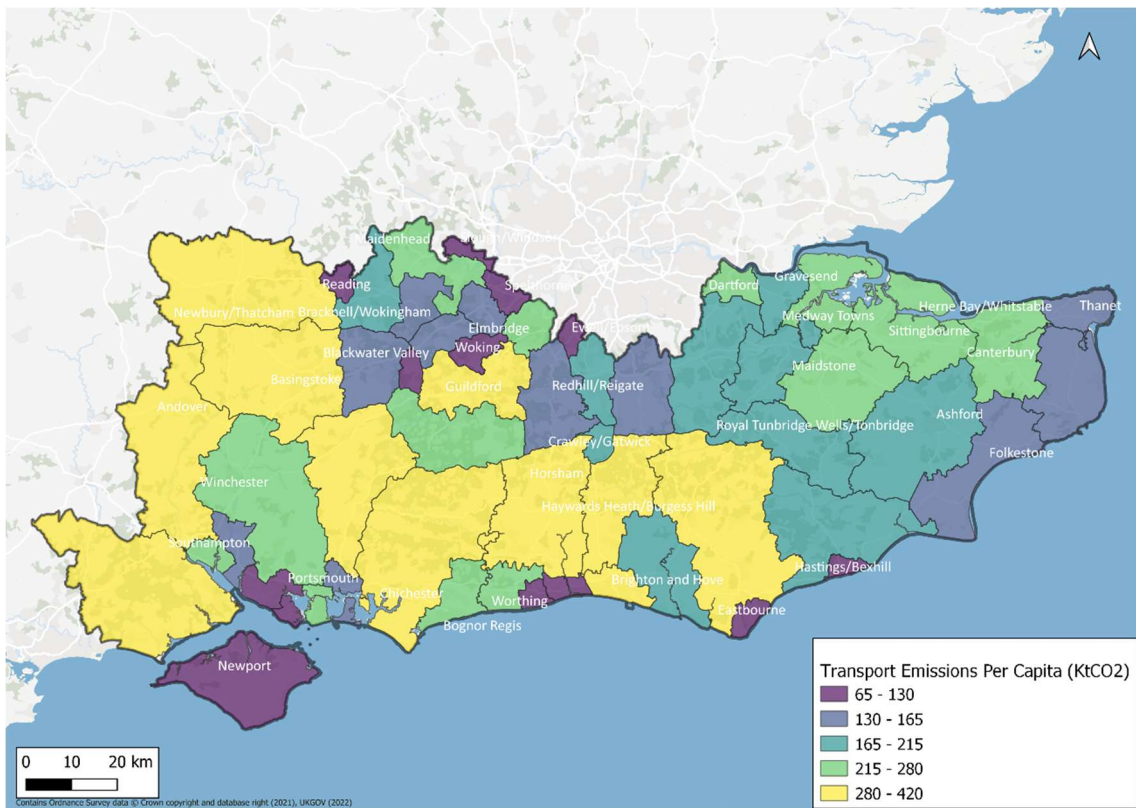 Maidenhead
Slough/Windsor
Reading
Spelthorne
Dartford
Gravesend
Newbury/Thatcham
Bracknell/Wokingham
Medway Towns
Herne Bay/Whitstable
Thanet
Elmbridge
Ewell/Epsom
Sittingbourne
Blackwater Valley
Woking
Maidstone
Canterbury
Basingstoke
Guildford
Redhill/Reigate
Andover
Ashford
Royal Tunbridge Wells/Tonbridge
Crawley/Gatwick
Folkestone
Winchester
Horsham
Haywards Heath/Burgess Hill
Southampton
Hastings/Bexhill
Portsmouth
Chichester
Brighton and Hove
Worthing
Eastbourne
Bognor Regis
Newport
Transport Emissions Per Capita (KtCO2)
65 - 130
130 - 165
165 - 215
215 - 280
280 - 420
0 10 20 km
Contains Ordnance Survey data © Crown copyright and database right (2021), UKGOV (2022)